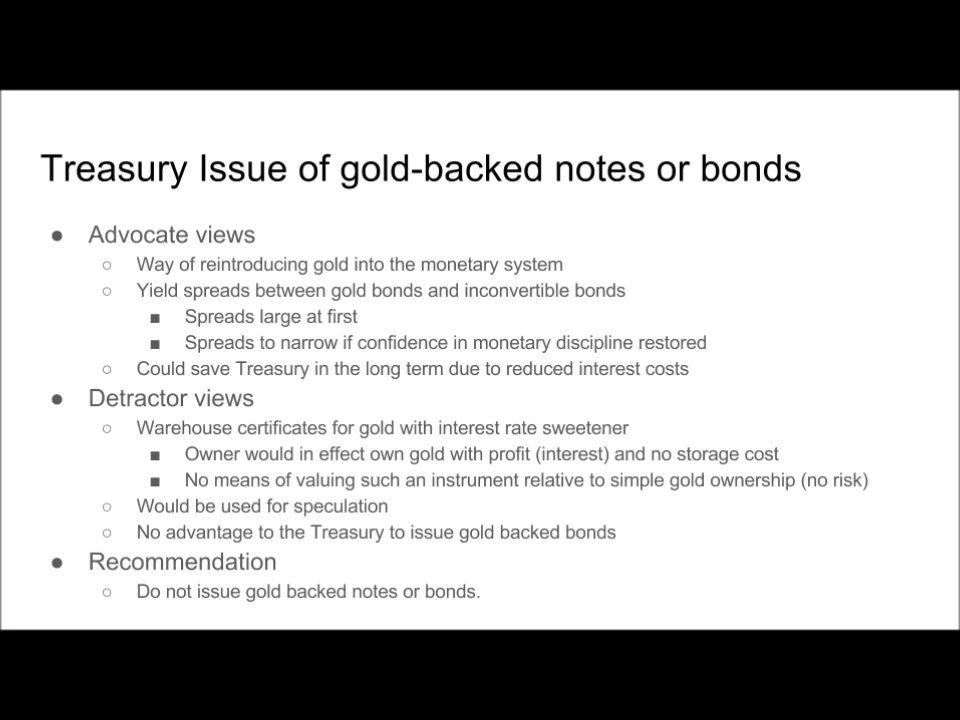 Treasury Issue of gold-backed notes or bonds
● Advocate views
○ Way of reintroducing gold into the monetary system
○ Yield spreads between gold bonds and inconvertible bonds
■ Spreads large at first
■ Spreads to narrow if confidence in monetary discipline restored
○ Could save Treasury in the long term due to reduced interest costs
● Detractor views
○ Warehouse certificates for gold with interest rate sweetener
■ Owner would in effect own gold with profit (interest) and no storage cost
■ No means of valuing such an instrument relative to simple gold ownership (no risk)
○ Would be used for speculation
○ No advantage to the Treasury to issue gold backed bonds
● Recommendation
○ Do not issue gold backed notes or bonds.